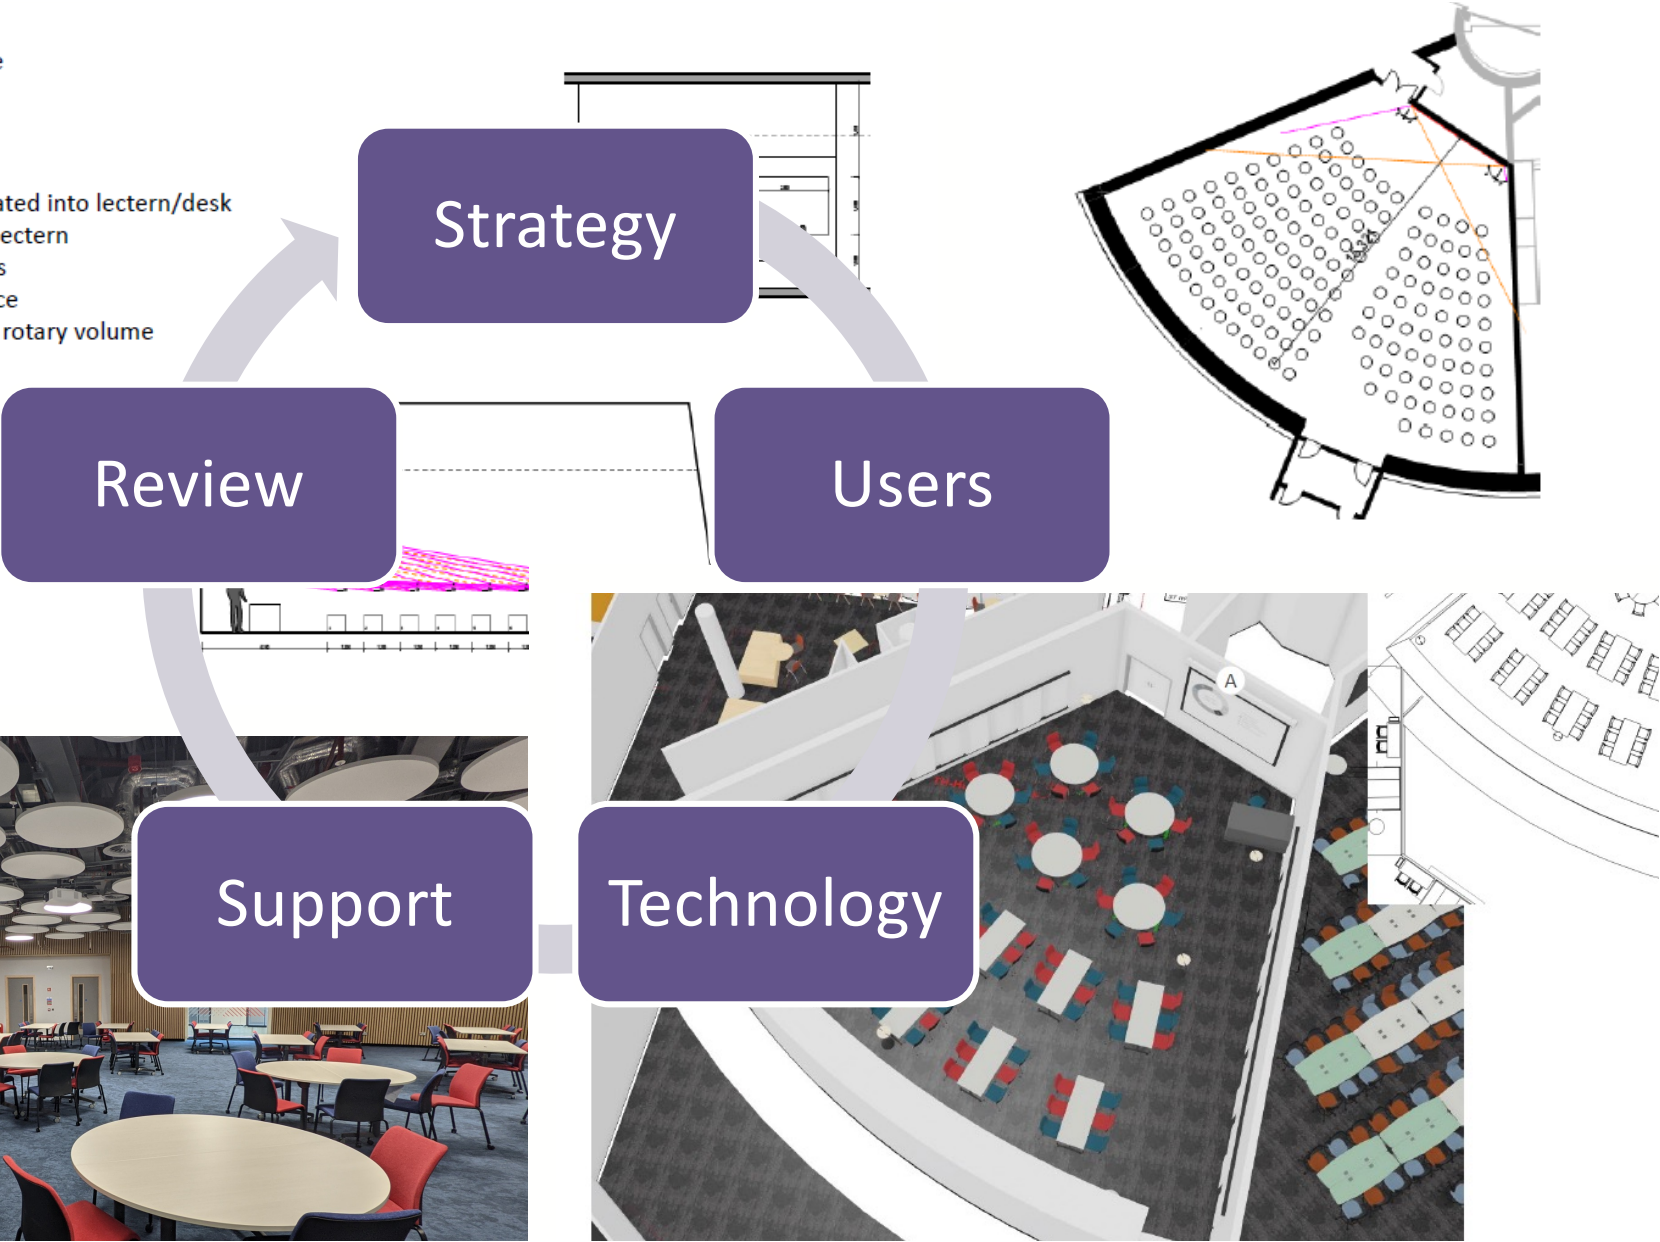 e
ated into lectern/desk
ectern
s
ce
rotary volume
Strategy
Review
Users
Support
Technology
A